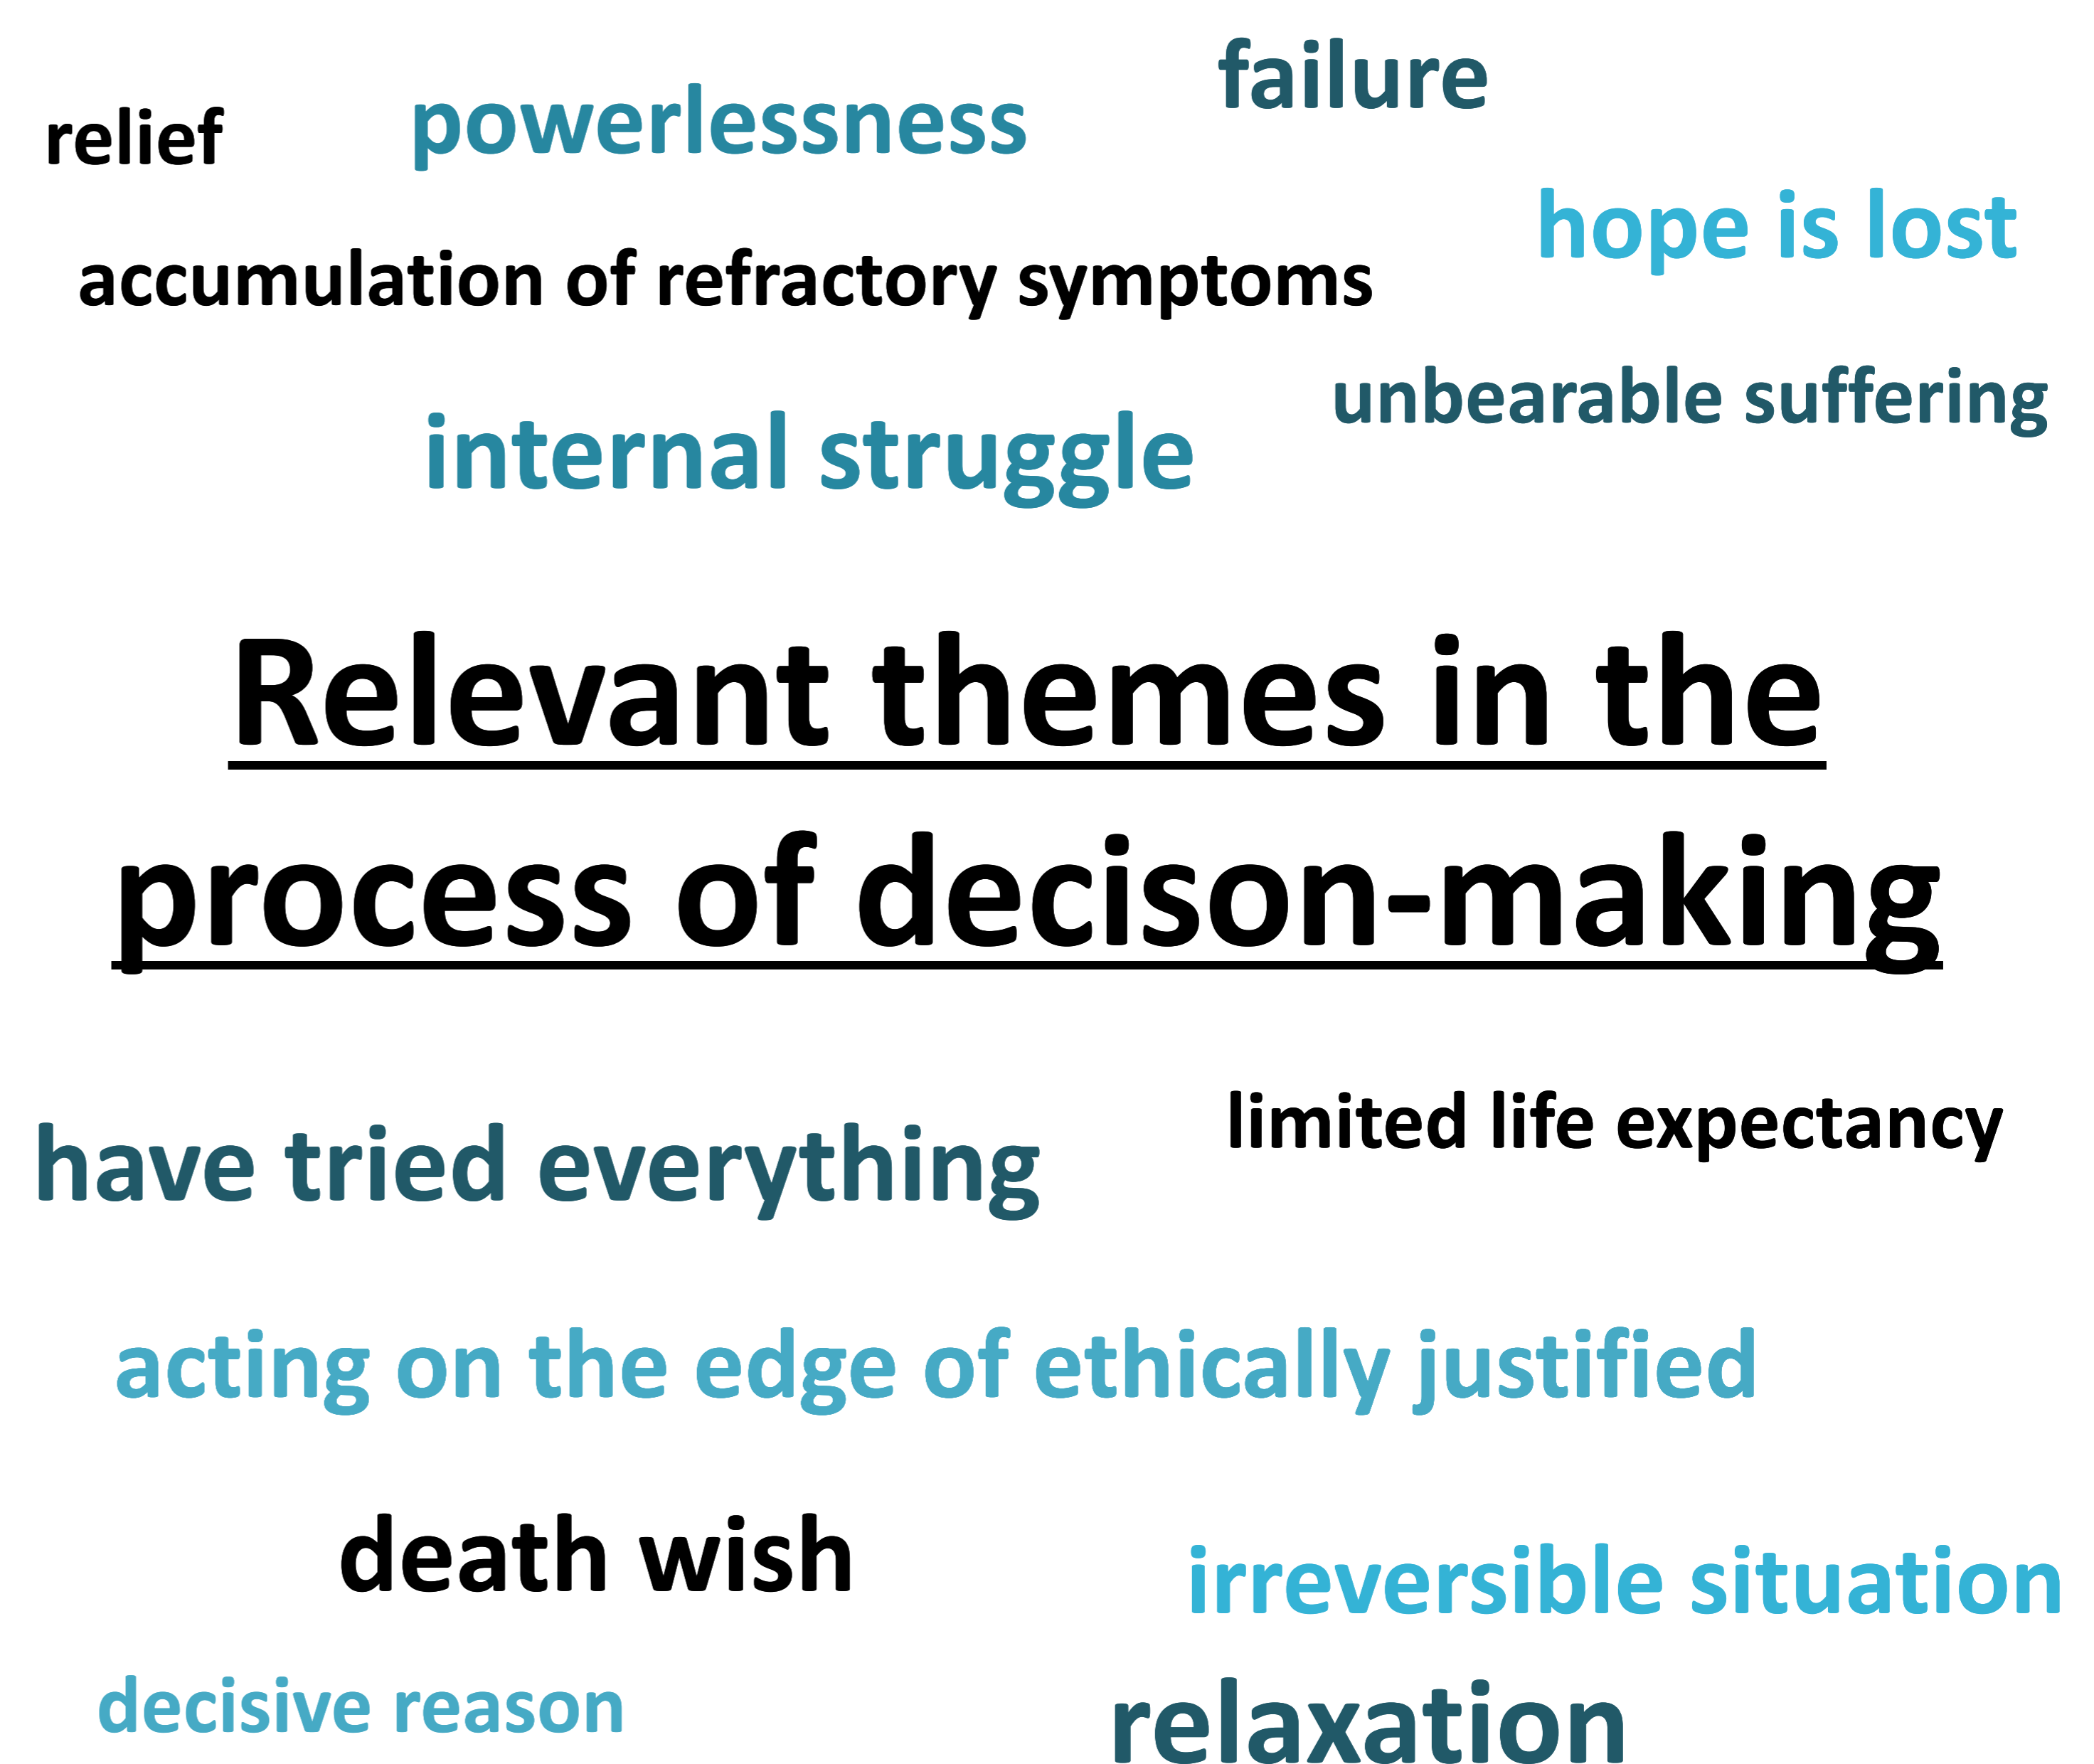 failure
relief
powerlessness
hope is lost
accumulation of refractory symptoms
unbearable suffering
internal struggle
Relevant themes in the
process of decison-making
limited life expectancy
have tried everything
acting on the edge of ethically justified
death wish
irreversible situation
decisive reason
relaxation